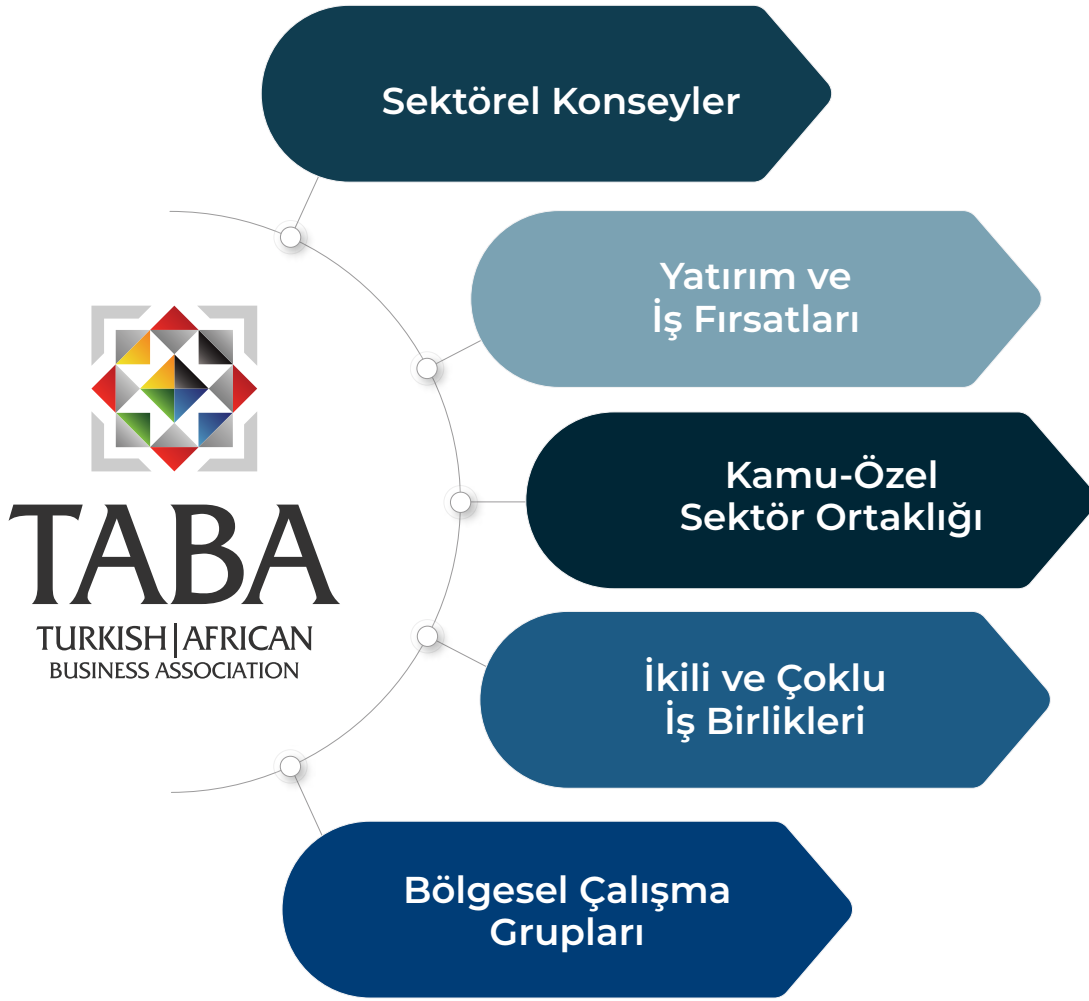 Sektörel Konseyler
Yatırım ve
İş Fırsatları
Kamu-Özel
Sektör Ortaklığı
TABA
TURKISH|AFRICAN
BUSINESS ASSOCIATION
İkili ve Çoklu
İş Birlikleri
Bölgesel Çalışma
Grupları